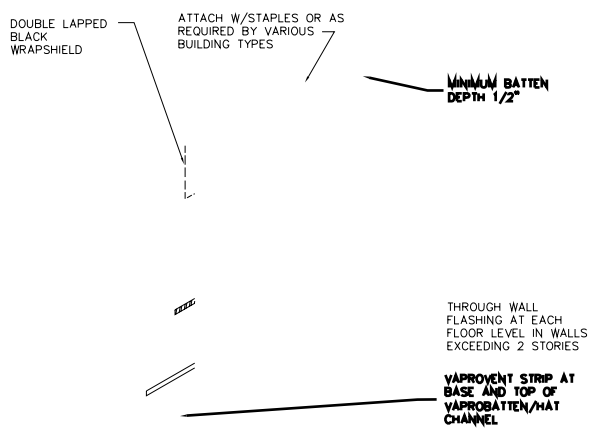 DOUBLE LAPPED
BLACK
WRAPSHIELD
ATTACH W/STAPLES OR AS
REQUIRED BY VARIOUS
BUILDING TYPES
MINIMUM BATTEN
DEPTH 1/2"
THROUGH WALL
FLASHING AT EACH
FLOOR LEVEL IN WALLS
EXCEEDING 2 STORIES
VAPROVENT STRIP AT
BASE AND TOP OF
VAPROBATTEN/HAT
CHANNEL